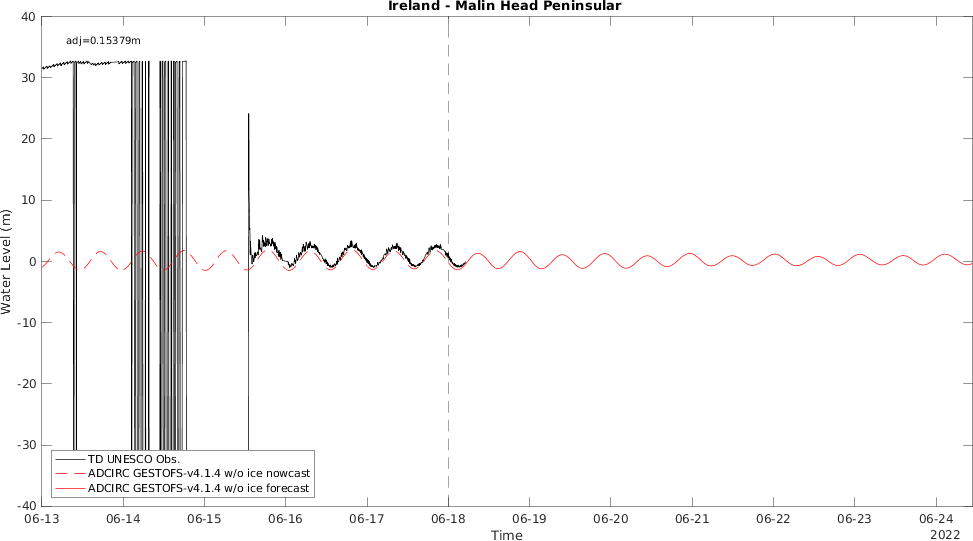 Ireland - Malin Head Peninsular
adj=0.15379m
40
30
20
10
0
-10
-20
-30
-40
Water Level (m)
TD UNESCO Obs.
ADCIRC GESTOFS-v4.1.4 w/o ice nowcast
ADCIRC GESTOFS-v4.1.4 w/o ice forecast
06-13 06-14 06-15 06-16 06-17 06-18 06-19 06-20 06-21 06-22 06-23 06-24
Time
2022